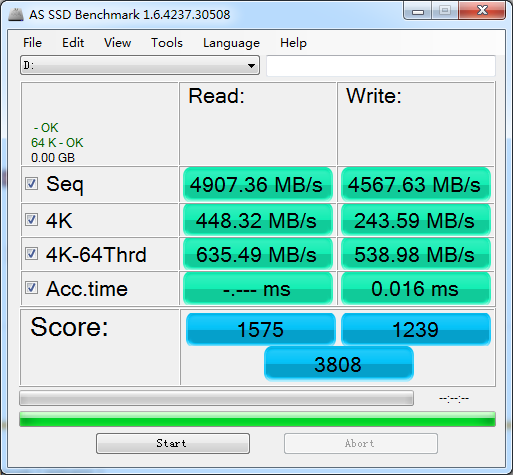 AS SSD Benchmark 1.6.4237.30508
File Edit View Tools Language Help
D:
Read: Write:
- OK
64 K - OK
0.00 GB
Seq 4907.36 MB/s 4567.63 MB/s
4K 448.32 MB/s 243.59 MB/s
4K-64Thrd 635.49 MB/s 538.98 MB/s
Acc.time -.--- ms 0.016 ms
Score: 1575 1239
3808
--:--:--
Start Abort